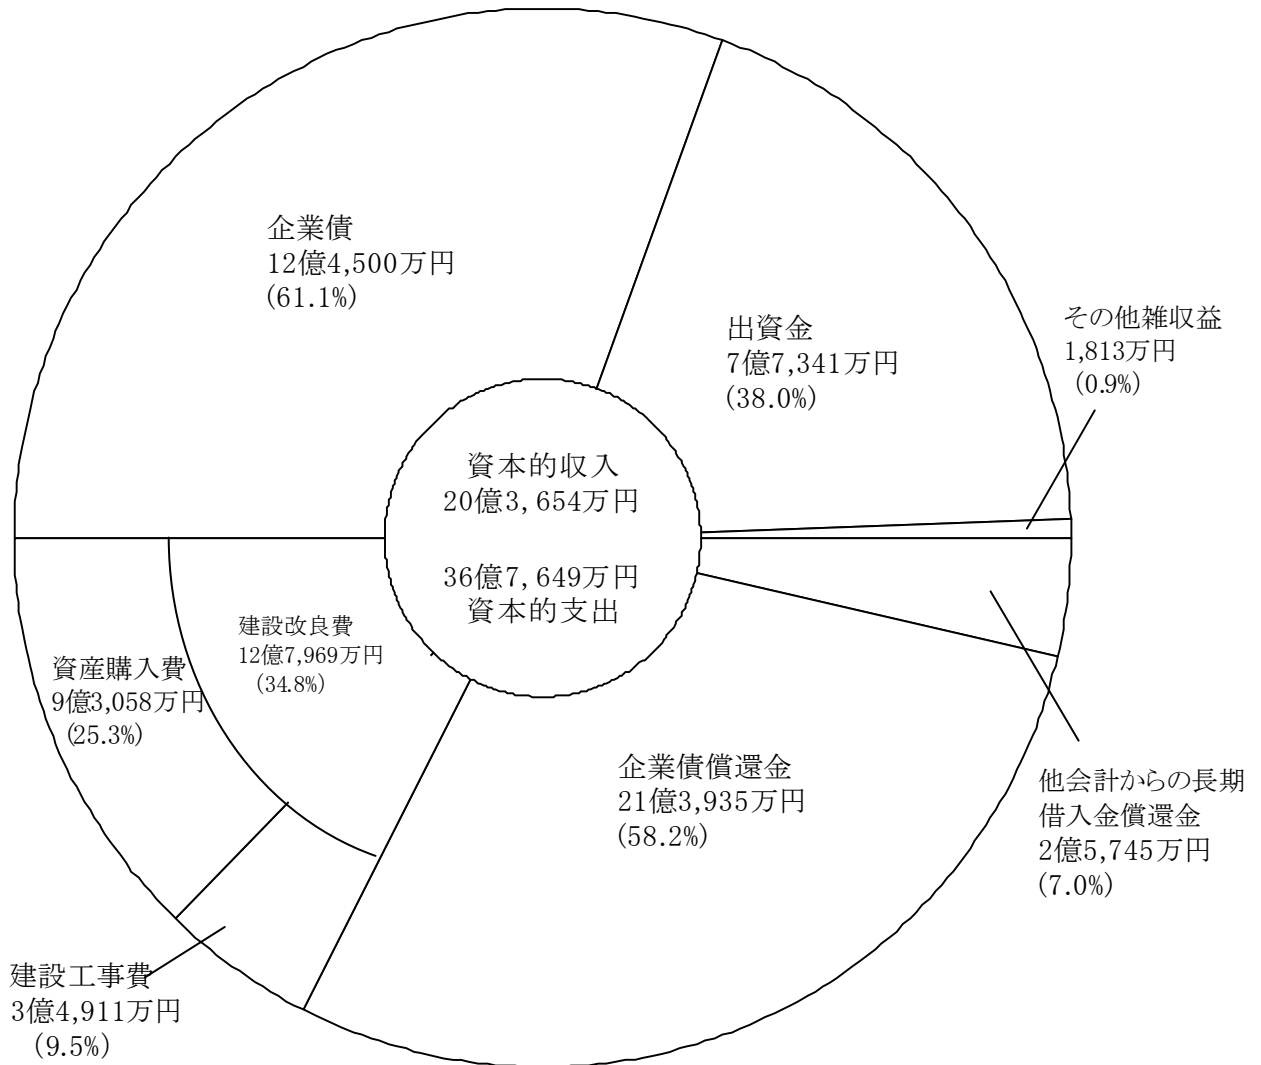 企業債
12億4,500万円
(61.1%)
出資金
7億7,341万円
(38.0%)
その他雑収益
1,813万円
(0.9%)
資本的収入
20億3,654万円
36億7,649万円
資本的支出
建設改良費
12億7,969万円
(34.8%)
資産購入費
9億3,058万円
(25.3%)
企業債償還金
21億3,935万円
(58.2%)
他会計からの長期
借入金償還金
2億5,745万円
(7.0%)
建設工事費
3億4,911万円
(9.5%)